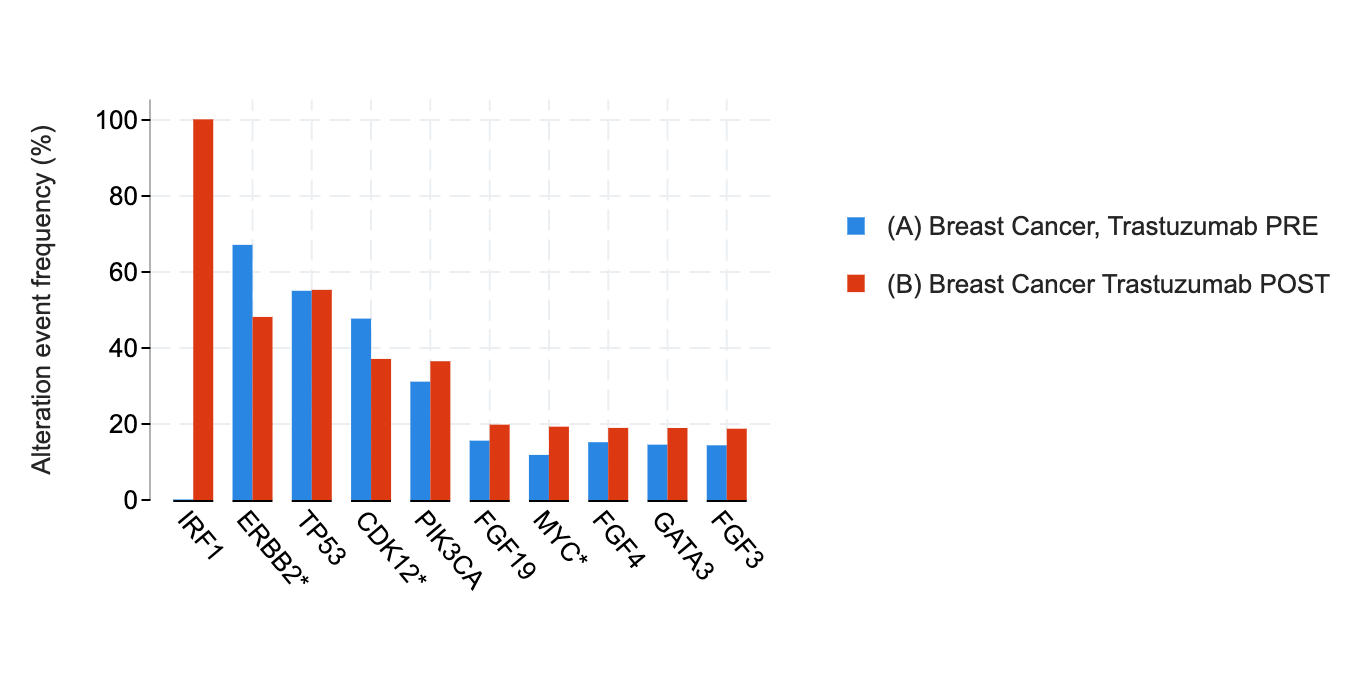 Alteration event frequency (%)
100
80
60
40
20
0
IRF1
ERBB2*
TP53
CDK12*
PIK3CA
FGF19
MYC*
FGF4
GATA3
FGF3
(A) Breast Cancer, Trastuzumab PRE
(B) Breast Cancer Trastuzumab POST